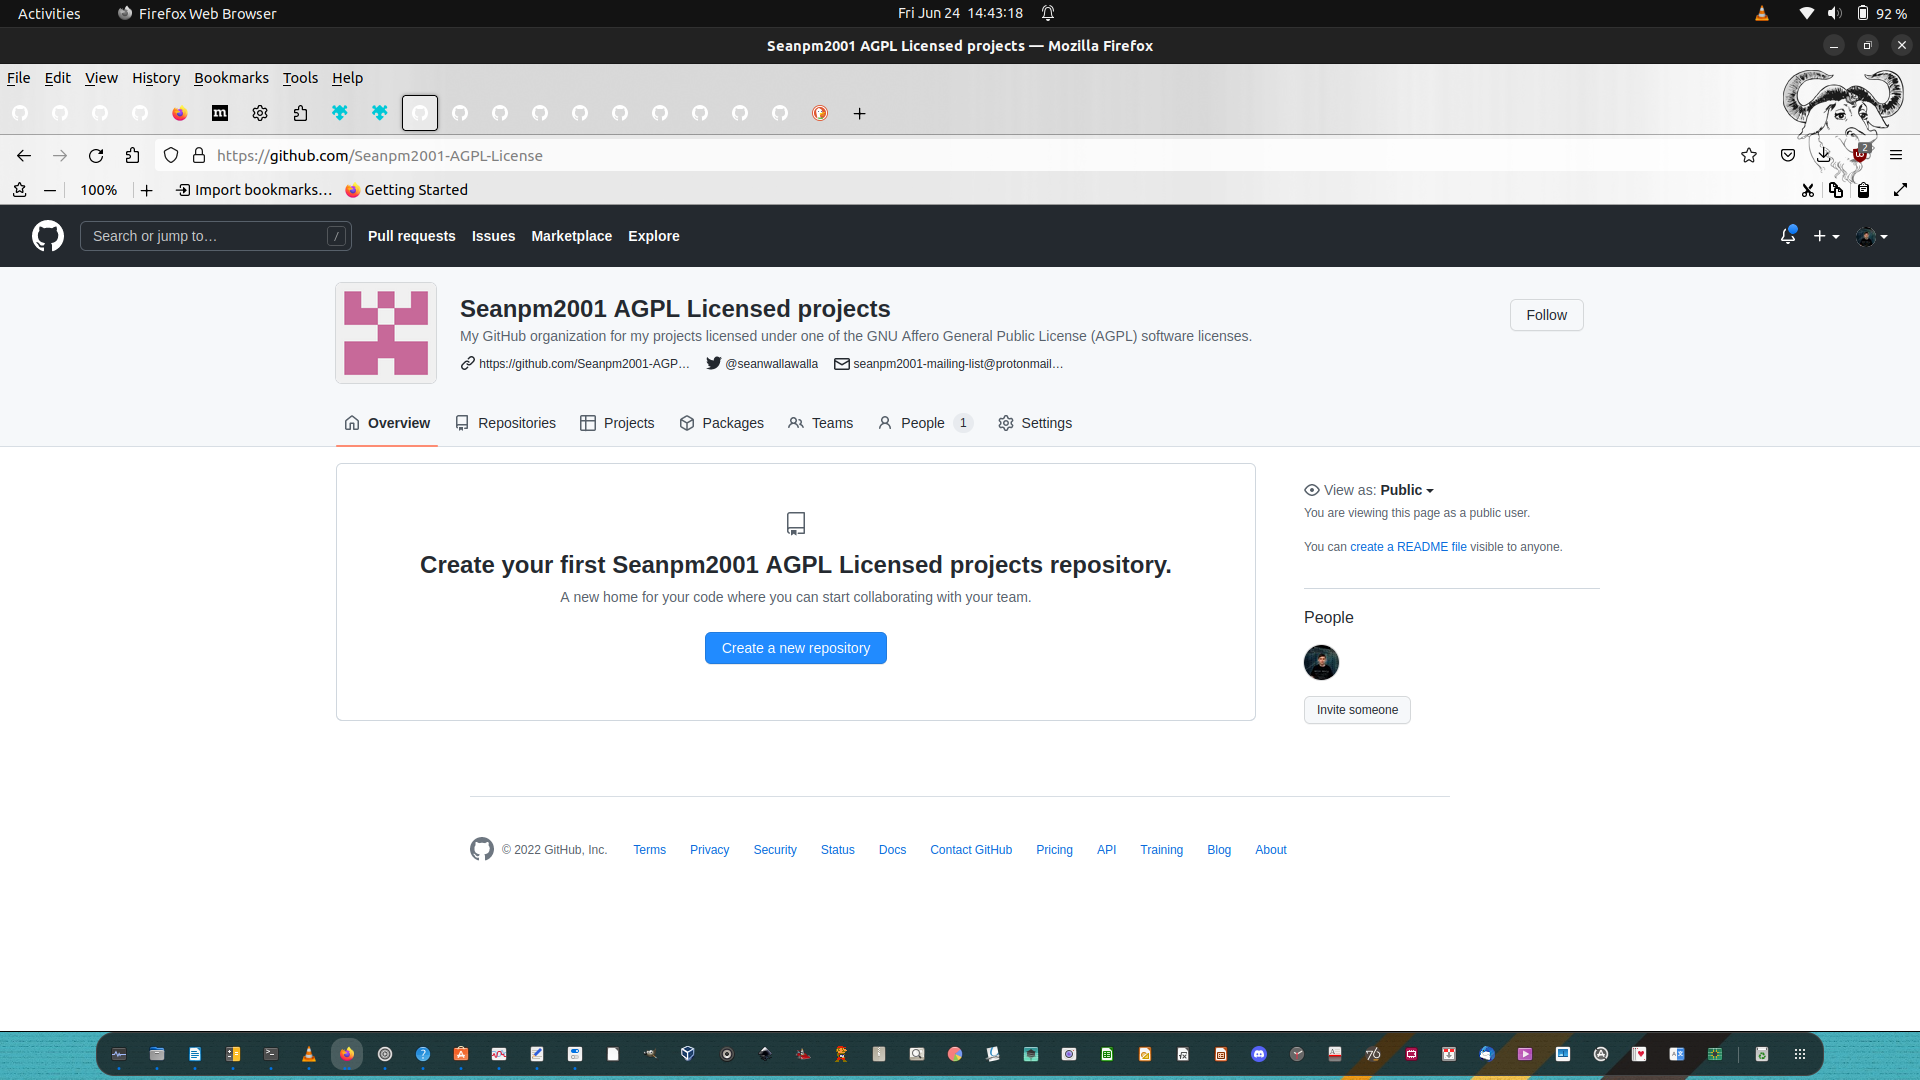 Activities
Firefox Web Browser
Fri Jun 24 14:43:18
92 %
Seanpm2001 AGPL Licensed projects — Mozilla Firefox
File Edit View History Bookmarks Tools Help
https://github.com/Seanpm2001-AGPL-License
2
100%
Import bookmarks…
Getting Started
Search or jump to…
/
Pull requests
Issues
Marketplace
Explore
Seanpm2001 AGPL Licensed projects
My GitHub organization for my projects licensed under one of the GNU Affero General Public License (AGPL) software licenses.
https://github.com/Seanpm2001-AGP…
@seanwallawalla
seanpm2001-mailing-list@protonmail…
Follow
Overview
Repositories
Projects
Packages
Teams
People 1
Settings
Create your first Seanpm2001 AGPL Licensed projects repository.
A new home for your code where you can start collaborating with your team.
Create a new repository
View as: Public
You are viewing this page as a public user.
You can create a README file visible to anyone.
People
Invite someone
© 2022 GitHub, Inc.
Terms
Privacy
Security
Status
Docs
Contact GitHub
Pricing
API
Training
Blog
About